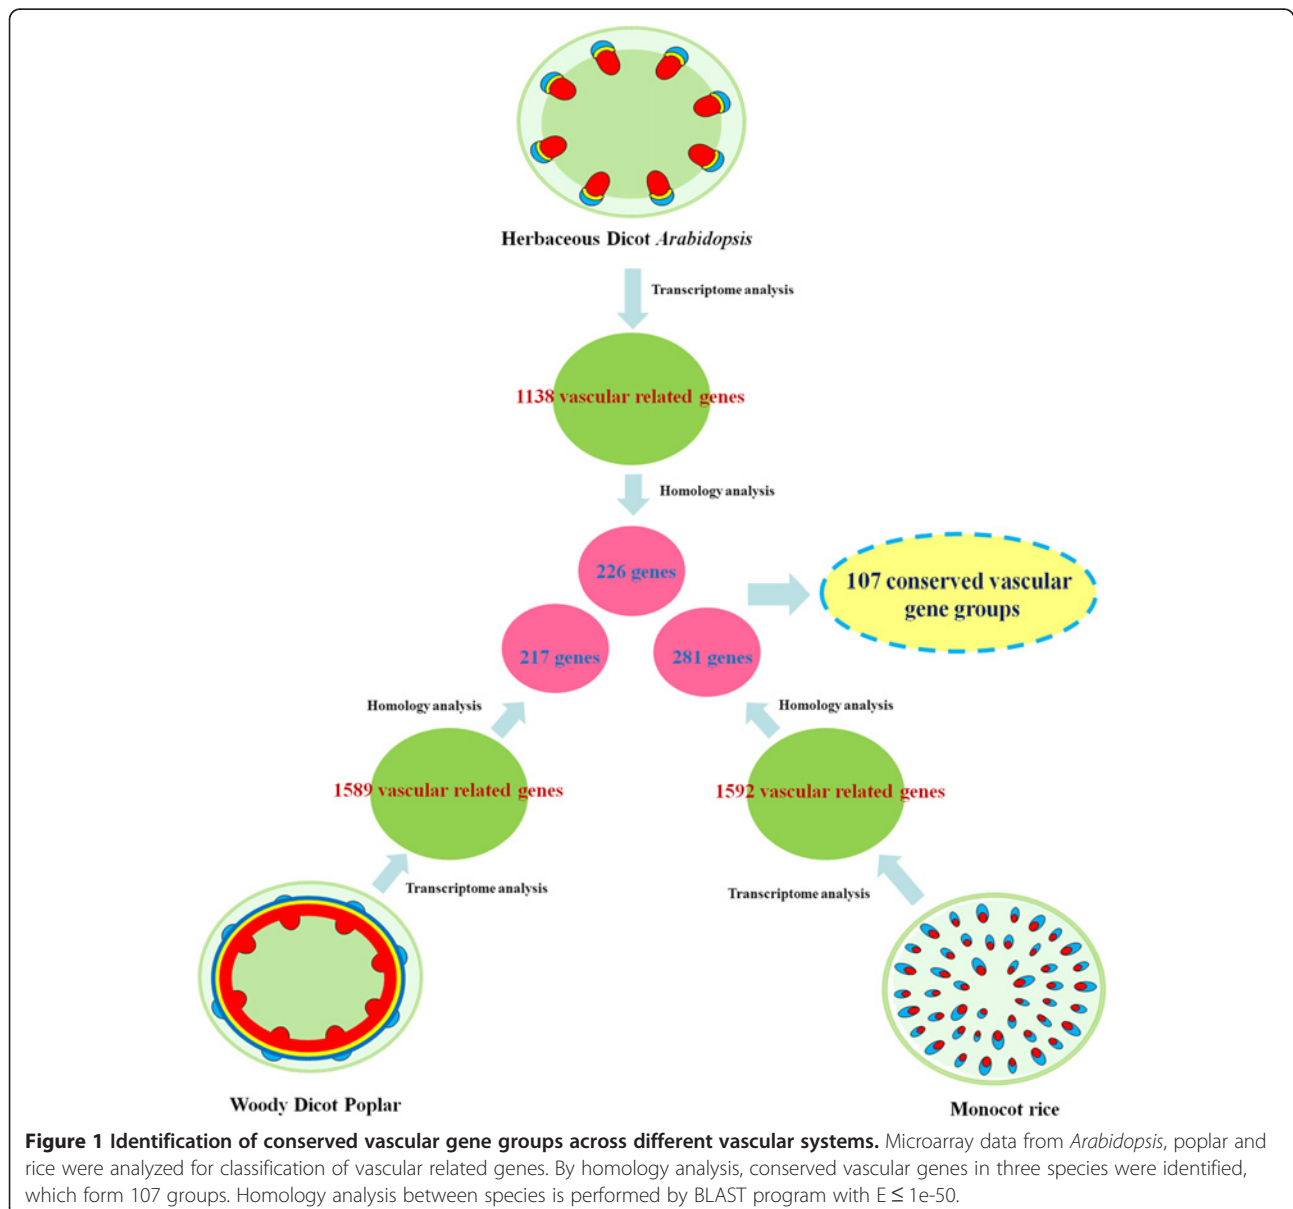 Herbaceous Dicot Arabidopsis
Transcriptome analysis
1138 vascular related genes
Homology analysis
226 genes
107 conserved vascular
gene groups
217 genes
281 genes
Homology analysis
Homology analysis
1589 vascular related genes
1592 vascular related genes
Transcriptome analysis
Transcriptome analysis
Woody Dicot Poplar
Monocot rice
Figure 1 Identification of conserved vascular gene groups across different vascular systems. Microarray data from Arabidopsis, poplar and
rice were analyzed for classification of vascular related genes. By homology analysis, conserved vascular genes in three species were identified,
which form 107 groups. Homology analysis between species is performed by BLAST program with E ≤ 1e-50.